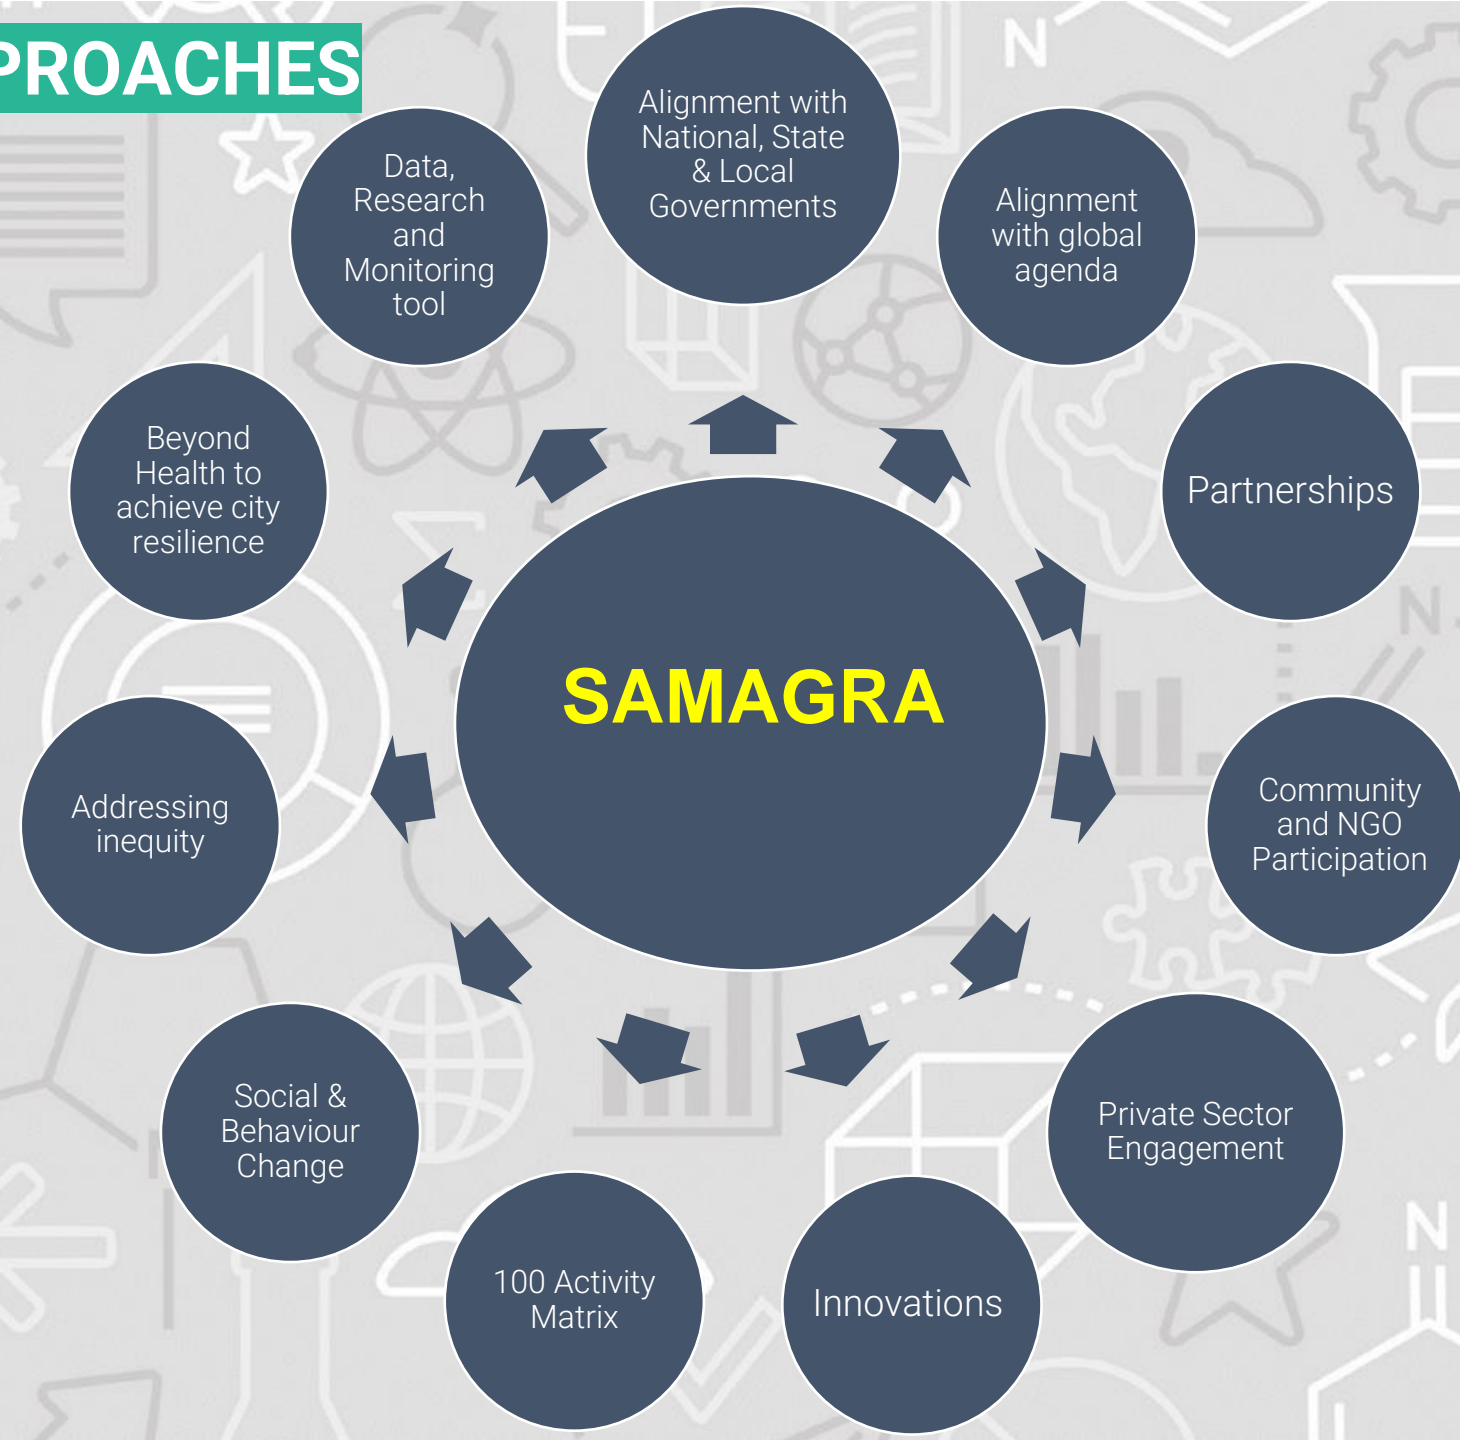 PROACHES
Alignment with
National, State
& Local
Governments
Alignment
with global
agenda
Partnerships
Community
and NGO
Participation
Private Sector
Engagement
Innovations
100 Activity
Matrix
Social &
Behaviour
Change
Addressing
inequity
Beyond
Health to
achieve city
resilience
Data,
Research
and
Monitoring
tool
SAMAGRA
N
N
N